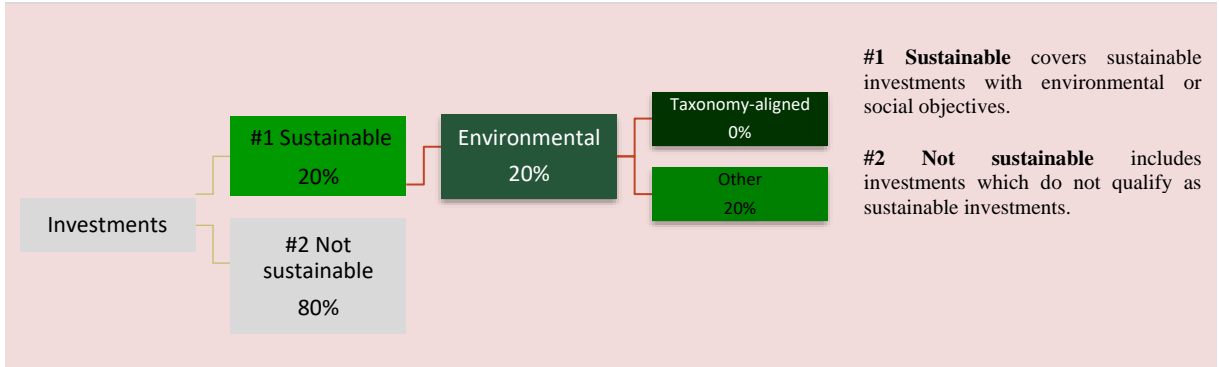 Investments
#1 Sustainable
20%
#2 Not
sustainable
80%
Environmental
20%
Taxonomy-aligned
0%
Other
20%
#1 Sustainable covers sustainable
investments with environmental or
social objectives.
#2 Not sustainable includes
investments which do not qualify as
sustainable investments.